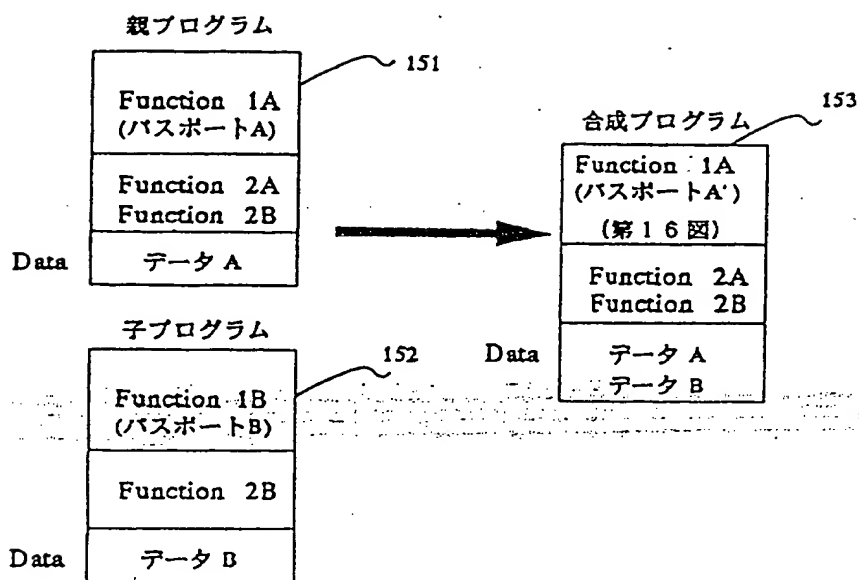 親プログラム
151
Function 1A
(パスポートA)
Function 2A
Function 2B
Data
データ A
子プログラム
152
Function 1B
(パスポートB)
Function 2B
Data
データ B
153
合成プログラム
Function 1A
(パスポートA')
(第16図)
Function 2A
Function 2B
Data
データ A
データ B